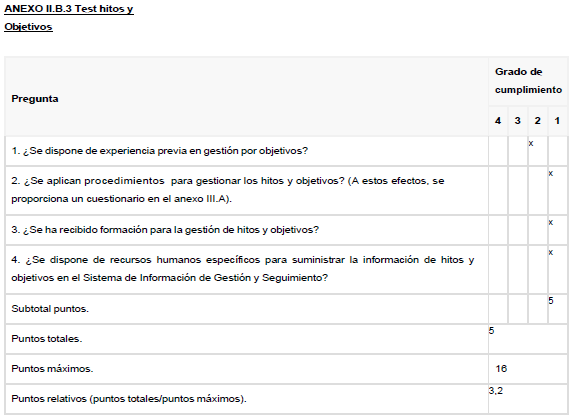 ANEXO II.B.3 Test hitos y
Objetivos
Grado de
cumplimiento
Pregunta
4 3 2 1
1. ¿Se dispone de experiencia previa en gestión por objetivos? x
2. ¿Se aplican procedimientos para gestionar los hitos y objetivos? (A estos efectos, se x
proporciona un cuestionario en el anexo III.A).
3. ¿Se ha recibido formación para la gestión de hitos y objetivos? x
4. ¿Se dispone de recursos humanos específicos para suministrar la información de hitos y x
objetivos en el Sistema de Información de Gestión y Seguimiento?
Subtotal puntos. 5
Puntos totales. 5
Puntos máximos. 16
Puntos relativos (puntos totales/puntos máximos). 3,2